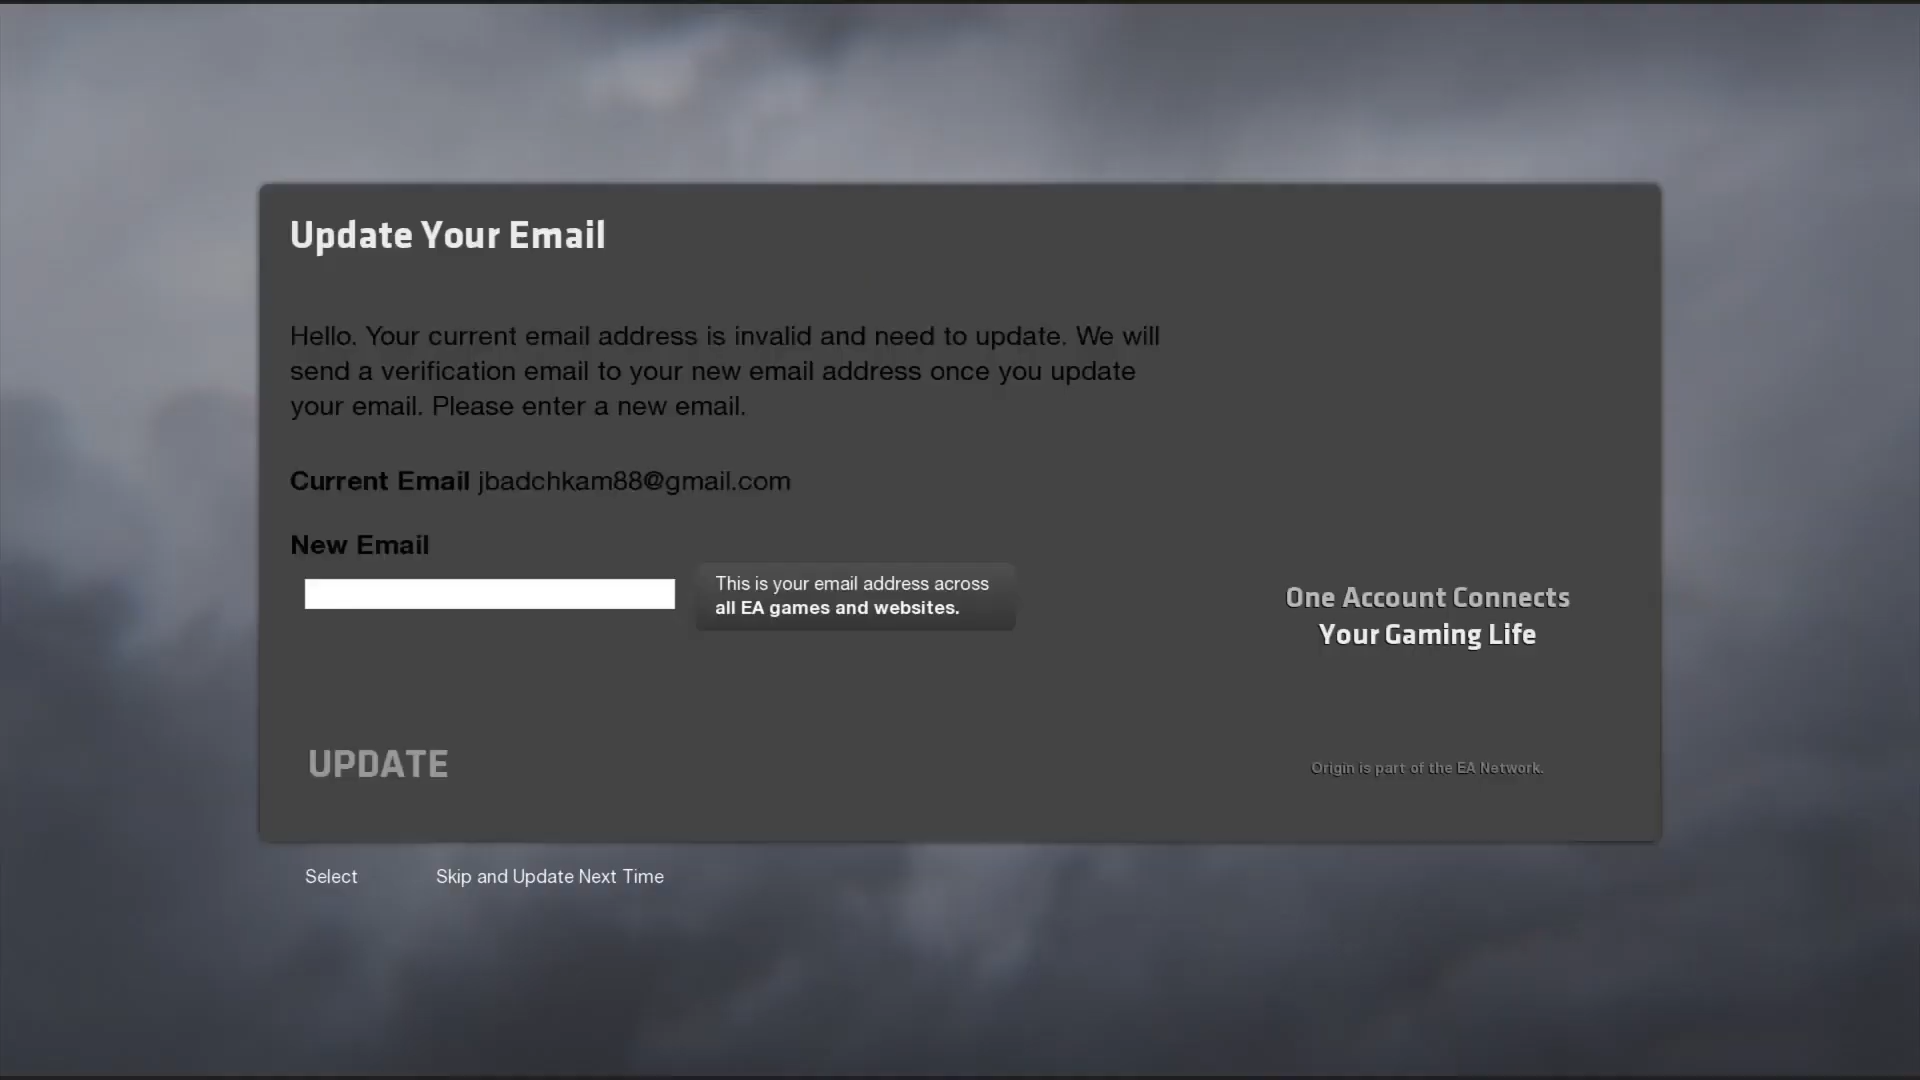 Update Your Email
Hello. Your current email address is invalid and need to update. We will
send a verification email to your new email address once you update
your email. Please enter a new email.
Current Email jbadchkam88@gmail.com
New Email
This is your email address across
all EA games and websites.
One Account Connects
Your Gaming Life
UPDATE
Origin is part of the EA Network.
Select Skip and Update Next Time